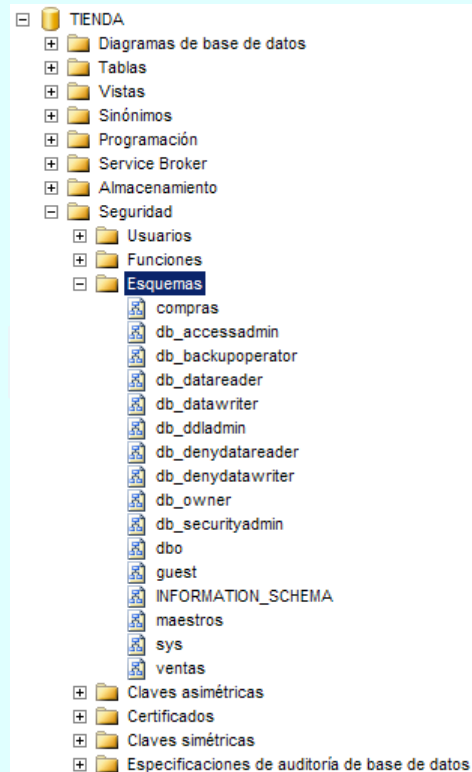 TIENDA
Diagramas de base de datos
Tablas
Vistas
Sinónimos
Programación
Service Broker
Almacenamiento
Seguridad
Usuarios
Funciones
Esquemas
compras
db_accessadmin
db_backupoperator
db_datareader
db_datawriter
db_ddladmin
db_denydatareader
db_denydatawriter
db_owner
db_securityadmin
dbo
guest
INFORMATION_SCHEMA
maestros
sys
ventas
Claves asimétricas
Certificados
Claves simétricas
Especificaciones de auditoría de base de datos